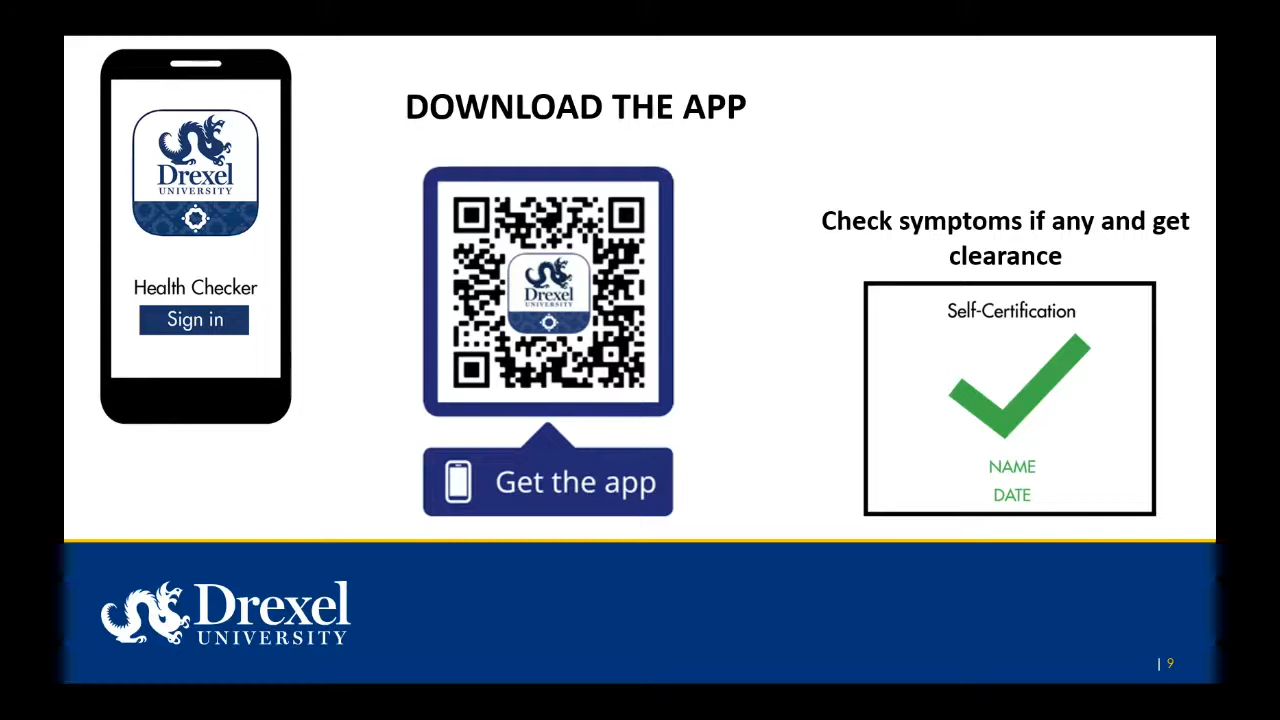 Drexel
UNIVERSITY
Health Checker
Sign in
DOWNLOAD THE APP
Drexel
UNIVERSITY
Get the app
Check symptoms if any and get
clearance
Self-Certification
NAME
DATE
Drexel
UNIVERSITY
| 9